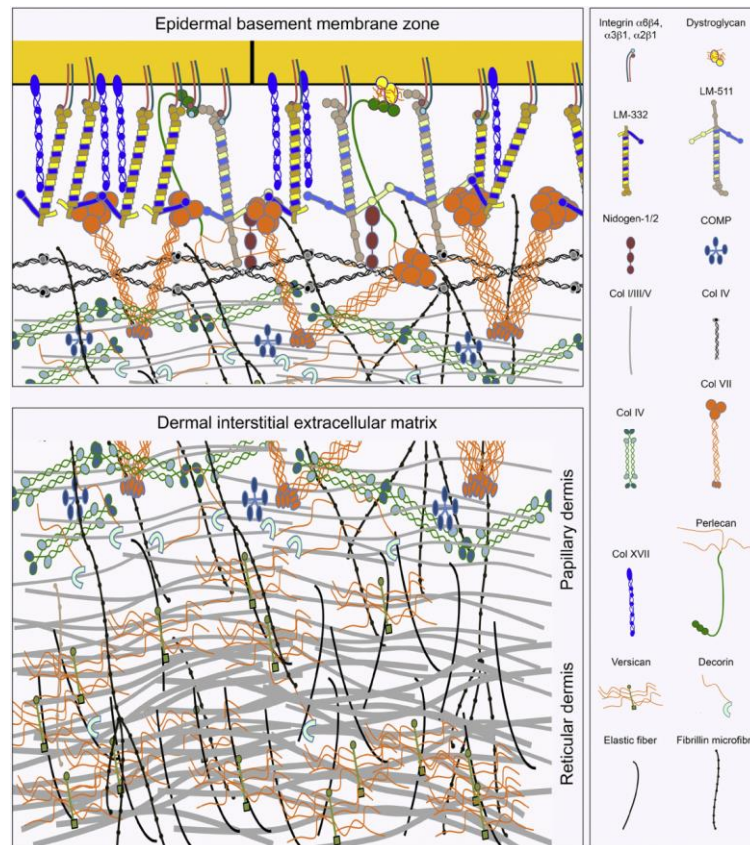 Epidermal basement membrane zone
Integrin α6β4,
α3β1, α2β1
Dystroglycan
LM-332
LM-511
Nidogen-1/2
COMP
Col I/III/V
Col IV
Col IV
Col VII
Col XVII
Perlecan
Versican
Decorin
Elastic fiber
Fibrillin microfibr
Dermal interstitial extracellular matrix
Papillary dermis
Reticular dermis